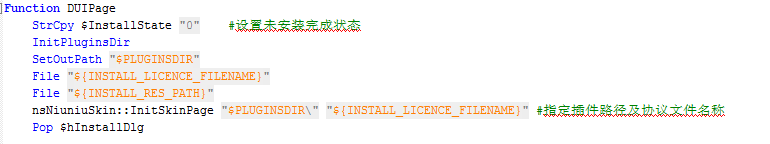 Function DUIPage
StrCpy $InstallState "0" #设置未安装完成状态
InitPluginsDir
SetOutPath "$PLUGINSDIR"
File "${INSTALL_LICENCE_FILENAME}"
File "${INSTALL_RES_PATH}"
nsNiuniuSkin::InitSkinPage "$PLUGINSDIR\" "${INSTALL_LICENCE_FILENAME}" #指定插件路径及协议文件名称
Pop $hInstallDlg